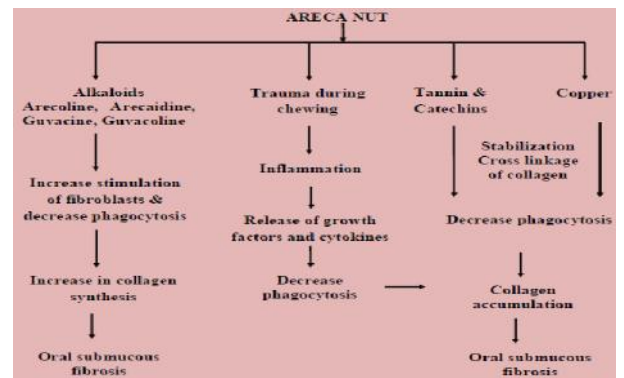 ARECA NUT
Alkaloids
Arecoline, Arecaidine,
Guvacine, Guvacoline
Trauma during
chewing
Tannin &
Catechins
Copper
Stabilization
Cross linkage
of collagen
Inflammation
Increase stimulation
of fibroblasts &
decrease phagocytosis
Release of growth
factors and cytokines
Decrease phagocytosis
Increase in collagen
synthesis
Decrease
phagocytosis
Collagen
accumulation
Oral submucous
fibrosis
Oral submucous
fibrosis